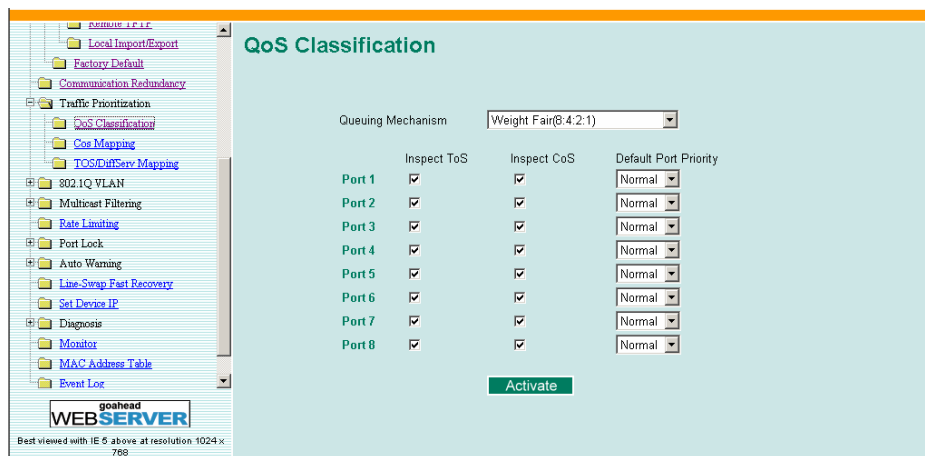 Remote TFTP
Local Import/Export
Factory Default
Communication Redundancy
Traffic Prioritization
QoS Classification
Cos Mapping
TOS/DiffServ Mapping
802.1Q VLAN
Multicast Filtering
Rate Limiting
Port Lock
Auto Warning
Line-Swap Fast Recovery
Set Device IP
Diagnosis
Monitor
MAC Address Table
Event Log
goahead
WEBSERVER
Best viewed with IE 5 above at resolution 1024 x
768
QoS Classification
Queuing Mechanism Weight Fair(8:4:2:1)
Inspect ToS Inspect CoS Default Port Priority
Port 1 Normal
Port 2 Normal
Port 3 Normal
Port 4 Normal
Port 5 Normal
Port 6 Normal
Port 7 Normal
Port 8 Normal
Activate